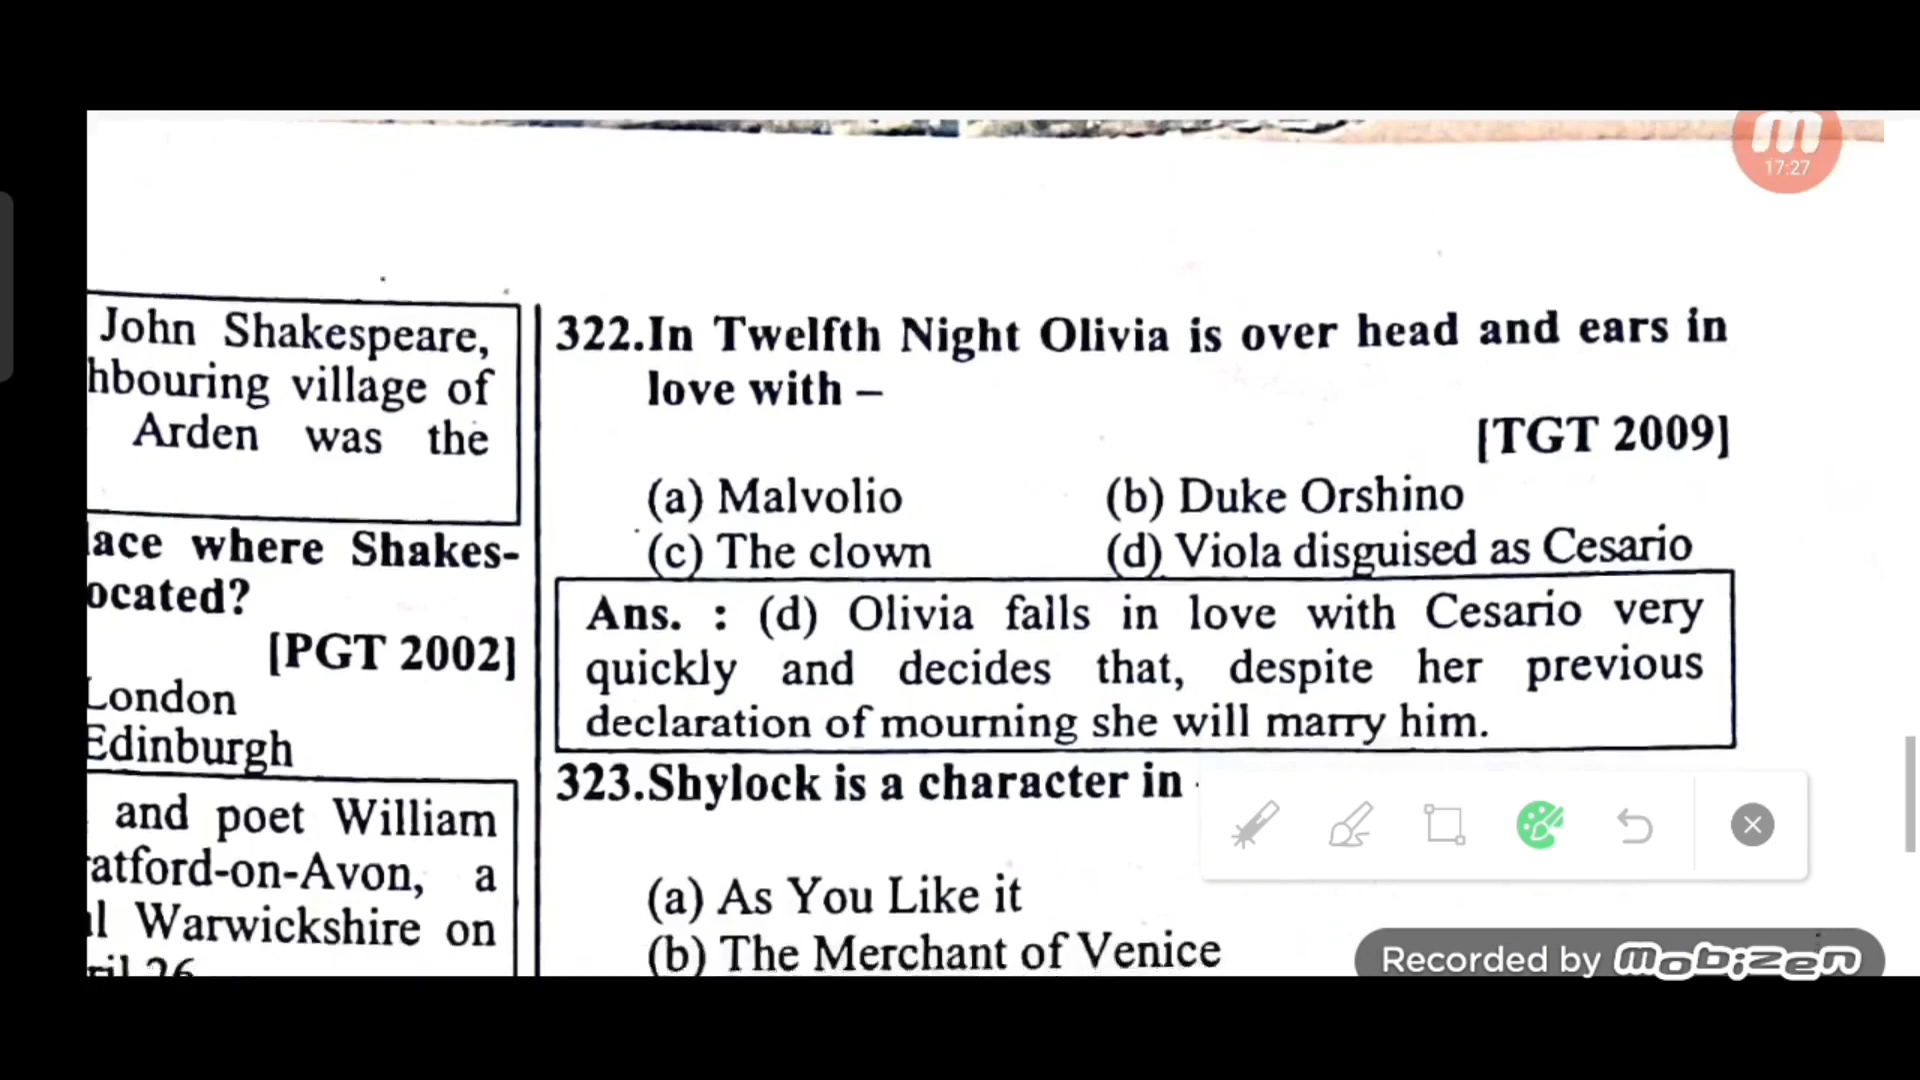 17:27
John Shakespeare,
hbouring village of
Arden was the
lace where Shakes-
ocated?
[PGT 2002]
London
Edinburgh
and poet William
atford-on-Avon, a
l Warwickshire on
ril 26
322.In Twelfth Night Olivia is over head and ears in
love with –
[TGT 2009]
(a) Malvolio (b) Duke Orshino
(c) The clown (d) Viola disguised as Cesario
Ans. : (d) Olivia falls in love with Cesario very
quickly and decides that, despite her previous
declaration of mourning she will marry him.
323.Shylock is a character in
(a) As You Like it
(b) The Merchant of Venice
Recorded by mobizen